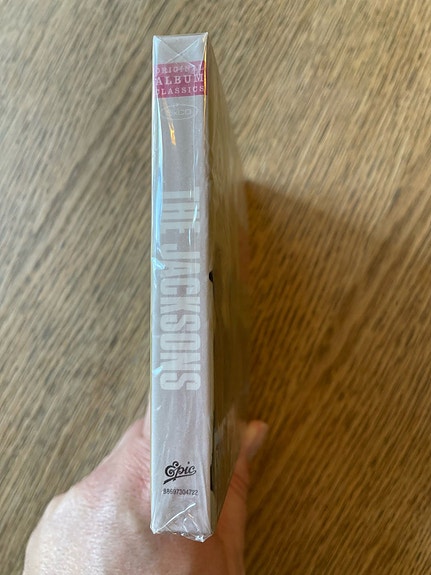 ORIGINAL
ALBUM
CLASSICS
THE JACKSONS
Epic
88697304722